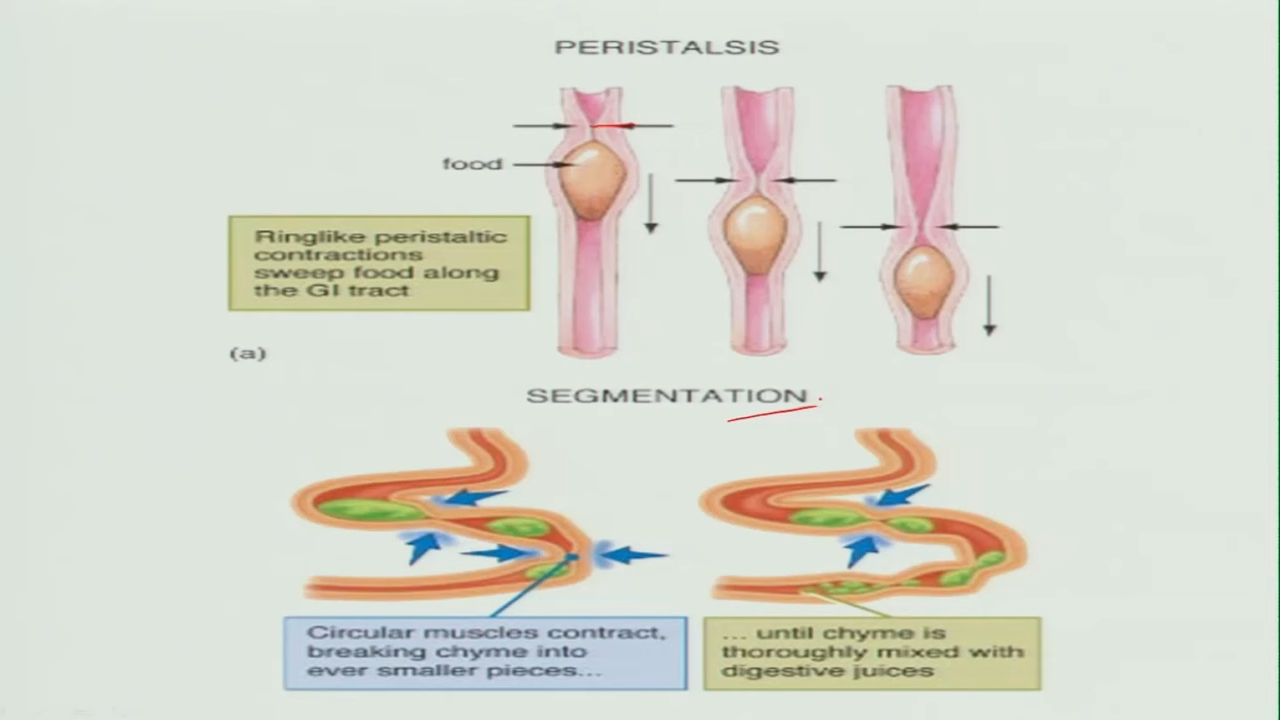 PERISTALSIS
food
Ringlike peristaltic
contractions
sweep food along
the GI tract
(a)
SEGMENTATION
Circular muscles contract,
breaking chyme into
ever smaller pieces...
... until chyme is
thoroughly mixed with
digestive juices